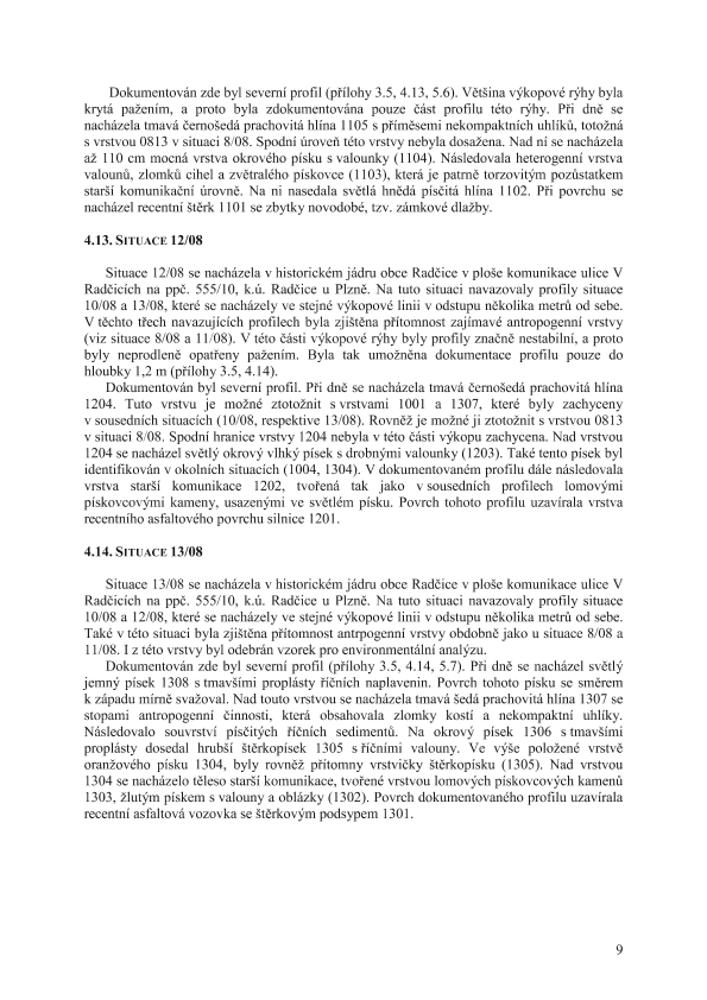 Dokumentován zde byl severní profil (přílohy 3.5, 4.13, 5.6). Většina výkopové rýhy byla
krytá pažením, a proto byla zdokumentována pouze část profilu této rýhy. Při dně se
nacházela tmavá černošedá prachovitá hlína 1105 s příměsemi nekompaktních uhlíků, totožná
s vrstvou 0813 v situaci 8/08. Spodní úroveň této vrstvy nebyla dosažena. Nad ní se nacházela
až 110 cm mocná vrstva okrového písku s valounky (1104). Následovala heterogenní vrstva
valounů, zlomků cihel a zvětralého pískovce (1103), která je patrně torzovitým pozůstatkem
starší komunikační úrovně. Na ni nasedala světlá hnědá písčitá hlína 1102. Při povrchu se
nacházel recentní štěrk 1101 se zbytky novodobé, tzv. zámkové dlažby.
4.13. SITUACE 12/08
Situace 12/08 se nacházela v historickém jádru obce Radčice v ploše komunikace ulice V
Radčicích na ppč. 555/10, k.ú. Radčice u Plzně. Na tuto situaci navazovaly profily situace
10/08 a 13/08, které se nacházely ve stejné výkopové linii v odstupu několika metrů od sebe.
V těchto třech navazujících profilech byla zjištěna přítomnost zajímavé antropogenní vrstvy
(viz situace 8/08 a 11/08). V této části výkopové rýhy byly profily značně nestabilní, a proto
byly neprodleně opatřeny pažením. Byla tak umožněna dokumentace profilu pouze do
hloubky 1,2 m (přílohy 3.5, 4.14).
Dokumentován byl severní profil. Při dně se nacházela tmavá černošedá prachovitá hlína
1204. Tuto vrstvu je možné ztotožnit s vrstvami 1001 a 1307, které byly zachyceny
v sousedních situacích (10/08, respektive 13/08). Rovněž je možné ji ztotožnit s vrstvou 0813
v situaci 8/08. Spodní hranice vrstvy 1204 nebyla v této části výkopu zachycena. Nad vrstvou
1204 se nacházel světlý okrový vlhký písek s drobnými valounky (1203). Také tento písek byl
identifikován v okolních situacích (1004, 1304). V dokumentovaném profilu dále následovala
vrstva starší komunikace 1202, tvořená tak jako v sousedních profilech lomovými
pískovcovými kameny, usazenými ve světlém písku. Povrch tohoto profilu uzavírala vrstva
recentního asfaltového povrchu silnice 1201.
4.14. SITUACE 13/08
Situace 13/08 se nacházela v historickém jádru obce Radčice v ploše komunikace ulice V
Radčicích na ppč. 555/10, k.ú. Radčice u Plzně. Na tuto situaci navazovaly profily situace
10/08 a 12/08, které se nacházely ve stejné výkopové linii v odstupu několika metrů od sebe.
Také v této situaci byla zjištěna přítomnost antrpogenní vrstvy obdobně jako u situace 8/08 a
11/08. I z této vrstvy byl odebrán vzorek pro environmentální analýzu.
Dokumentován zde byl severní profil (přílohy 3.5, 4.14, 5.7). Při dně se nacházel světlý
jemný písek 1308 s tmavšími proplásty říčních naplavenin. Povrch tohoto písku se směrem
k západu mírně svažoval. Nad touto vrstvou se nacházela tmavá šedá prachovitá hlína 1307 se
stopami antropogenní činnosti, která obsahovala zlomky kostí a nekompaktní uhlíky.
Následovalo souvrství písčitých říčních sedimentů. Na okrový písek 1306 s tmavšími
proplásty dosedal hrubší štěrkopísek 1305 s říčními valouny. Ve výše položené vrstvě
oranžového písku 1304, byly rovněž přítomny vrstvičky štěrkopísku (1305). Nad vrstvou
1304 se nacházelo těleso starší komunikace, tvořené vrstvou lomových pískovcových kamenů
1303, žlutým pískem s valouny a oblázky (1302). Povrch dokumentovaného profilu uzavírala
recentní asfaltová vozovka se štěrkovým podsypem 1301.
9